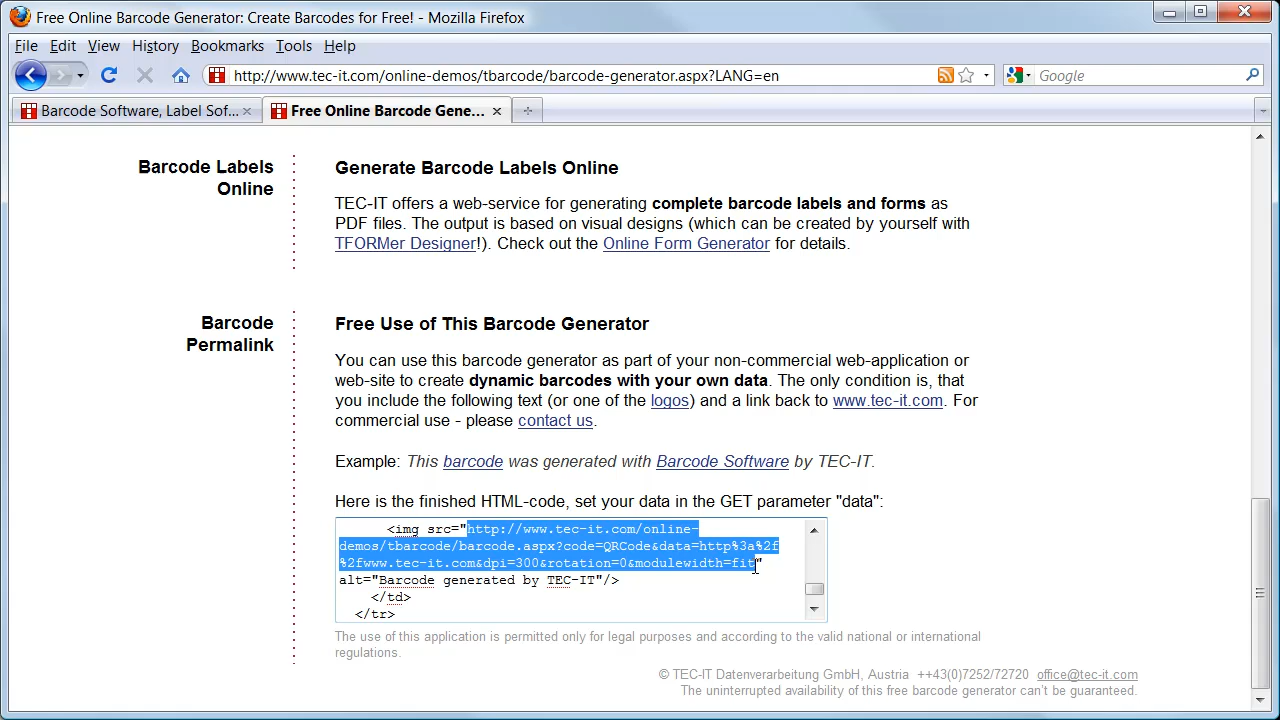 Free Online Barcode Generator: Create Barcodes for Free! - Mozilla Firefox
File Edit View History Bookmarks Tools Help
http://www.tec-it.com/online-demos/tbarcode/barcode-generator.aspx?LANG=en
Google
Barcode Software, Label Sof...
Free Online Barcode Gene...
Barcode Labels
Online
Generate Barcode Labels Online
TEC-IT offers a web-service for generating complete barcode labels and forms as
PDF files. The output is based on visual designs (which can be created by yourself with
TFORMer Designer!). Check out the Online Form Generator for details.
Barcode
Permalink
Free Use of This Barcode Generator
You can use this barcode generator as part of your non-commercial web-application or
web-site to create dynamic barcodes with your own data. The only condition is, that
you include the following text (or one of the logos) and a link back to www.tec-it.com. For
commercial use - please contact us.
Example: This barcode was generated with Barcode Software by TEC-IT.
Here is the finished HTML-code, set your data in the GET parameter "data":
<img src="http://www.tec-it.com/online-
demos/tbarcode/barcode.aspx?code=QRCode&data=http%3a%2f
%2fwww.tec-it.com&dpi=300&rotation=0&modulewidth=fit"
alt="Barcode generated by TEC-IT"/>
</td>
</tr>
The use of this application is permitted only for legal purposes and according to the valid national or international
regulations.
© TEC-IT Datenverarbeitung GmbH, Austria ++43(0)7252/72720 office@tec-it.com
The uninterrupted availability of this free barcode generator can't be guaranteed.